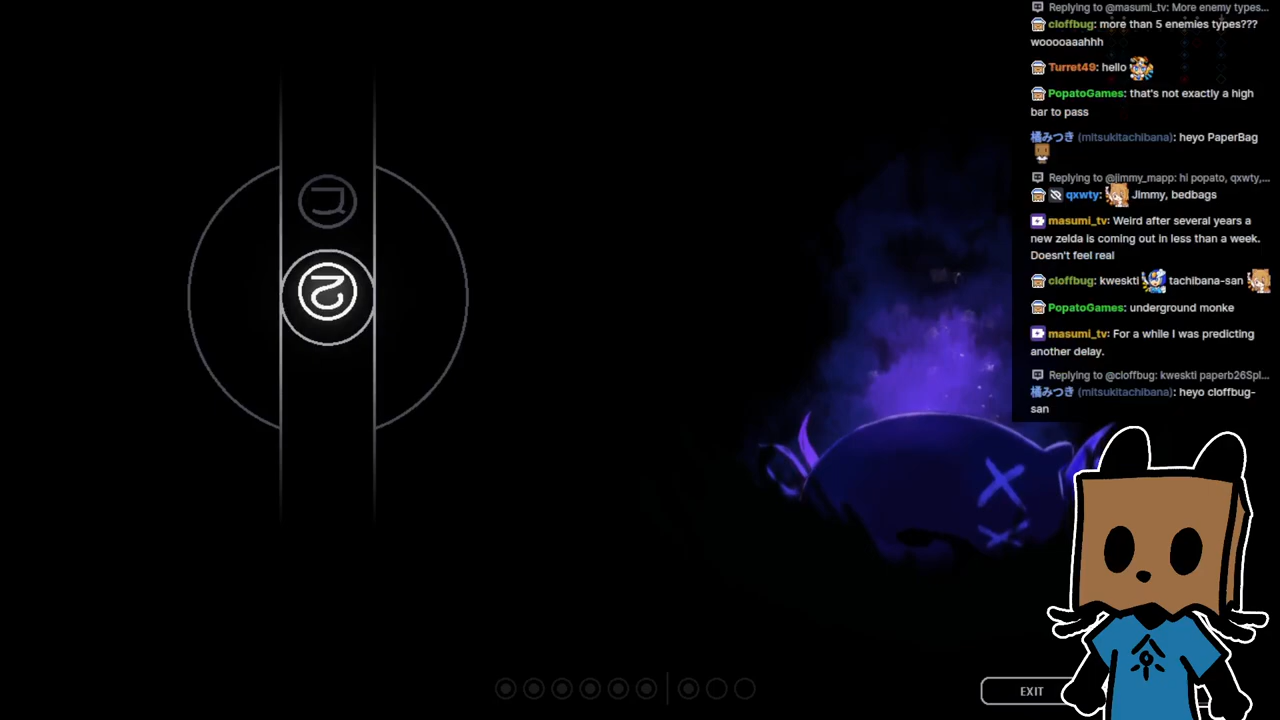 Replying to @masumi_tv: More enemy types...
cloffbug: more than 5 enemies types???
wooooaaahhh
Turret49: hello
PopatoGames: that's not exactly a high
bar to pass
橘みつき (mitsukitachibana): heyo PaperBag
Replying to @jimmy_mapp: hi popato, qxwty,...
qxwty: Jimmy, bedbags
masumi_tv: Weird after several years a
new zelda is coming out in less than a week.
Doesn't feel real
cloffbug: kweskti tachibana-san
PopatoGames: underground monke
masumi_tv: For a while I was predicting
another delay.
Replying to @cloffbug: kweskti paperb26Spl...
橘みつき (mitsukitachibana): heyo cloffbug-
san
EXIT